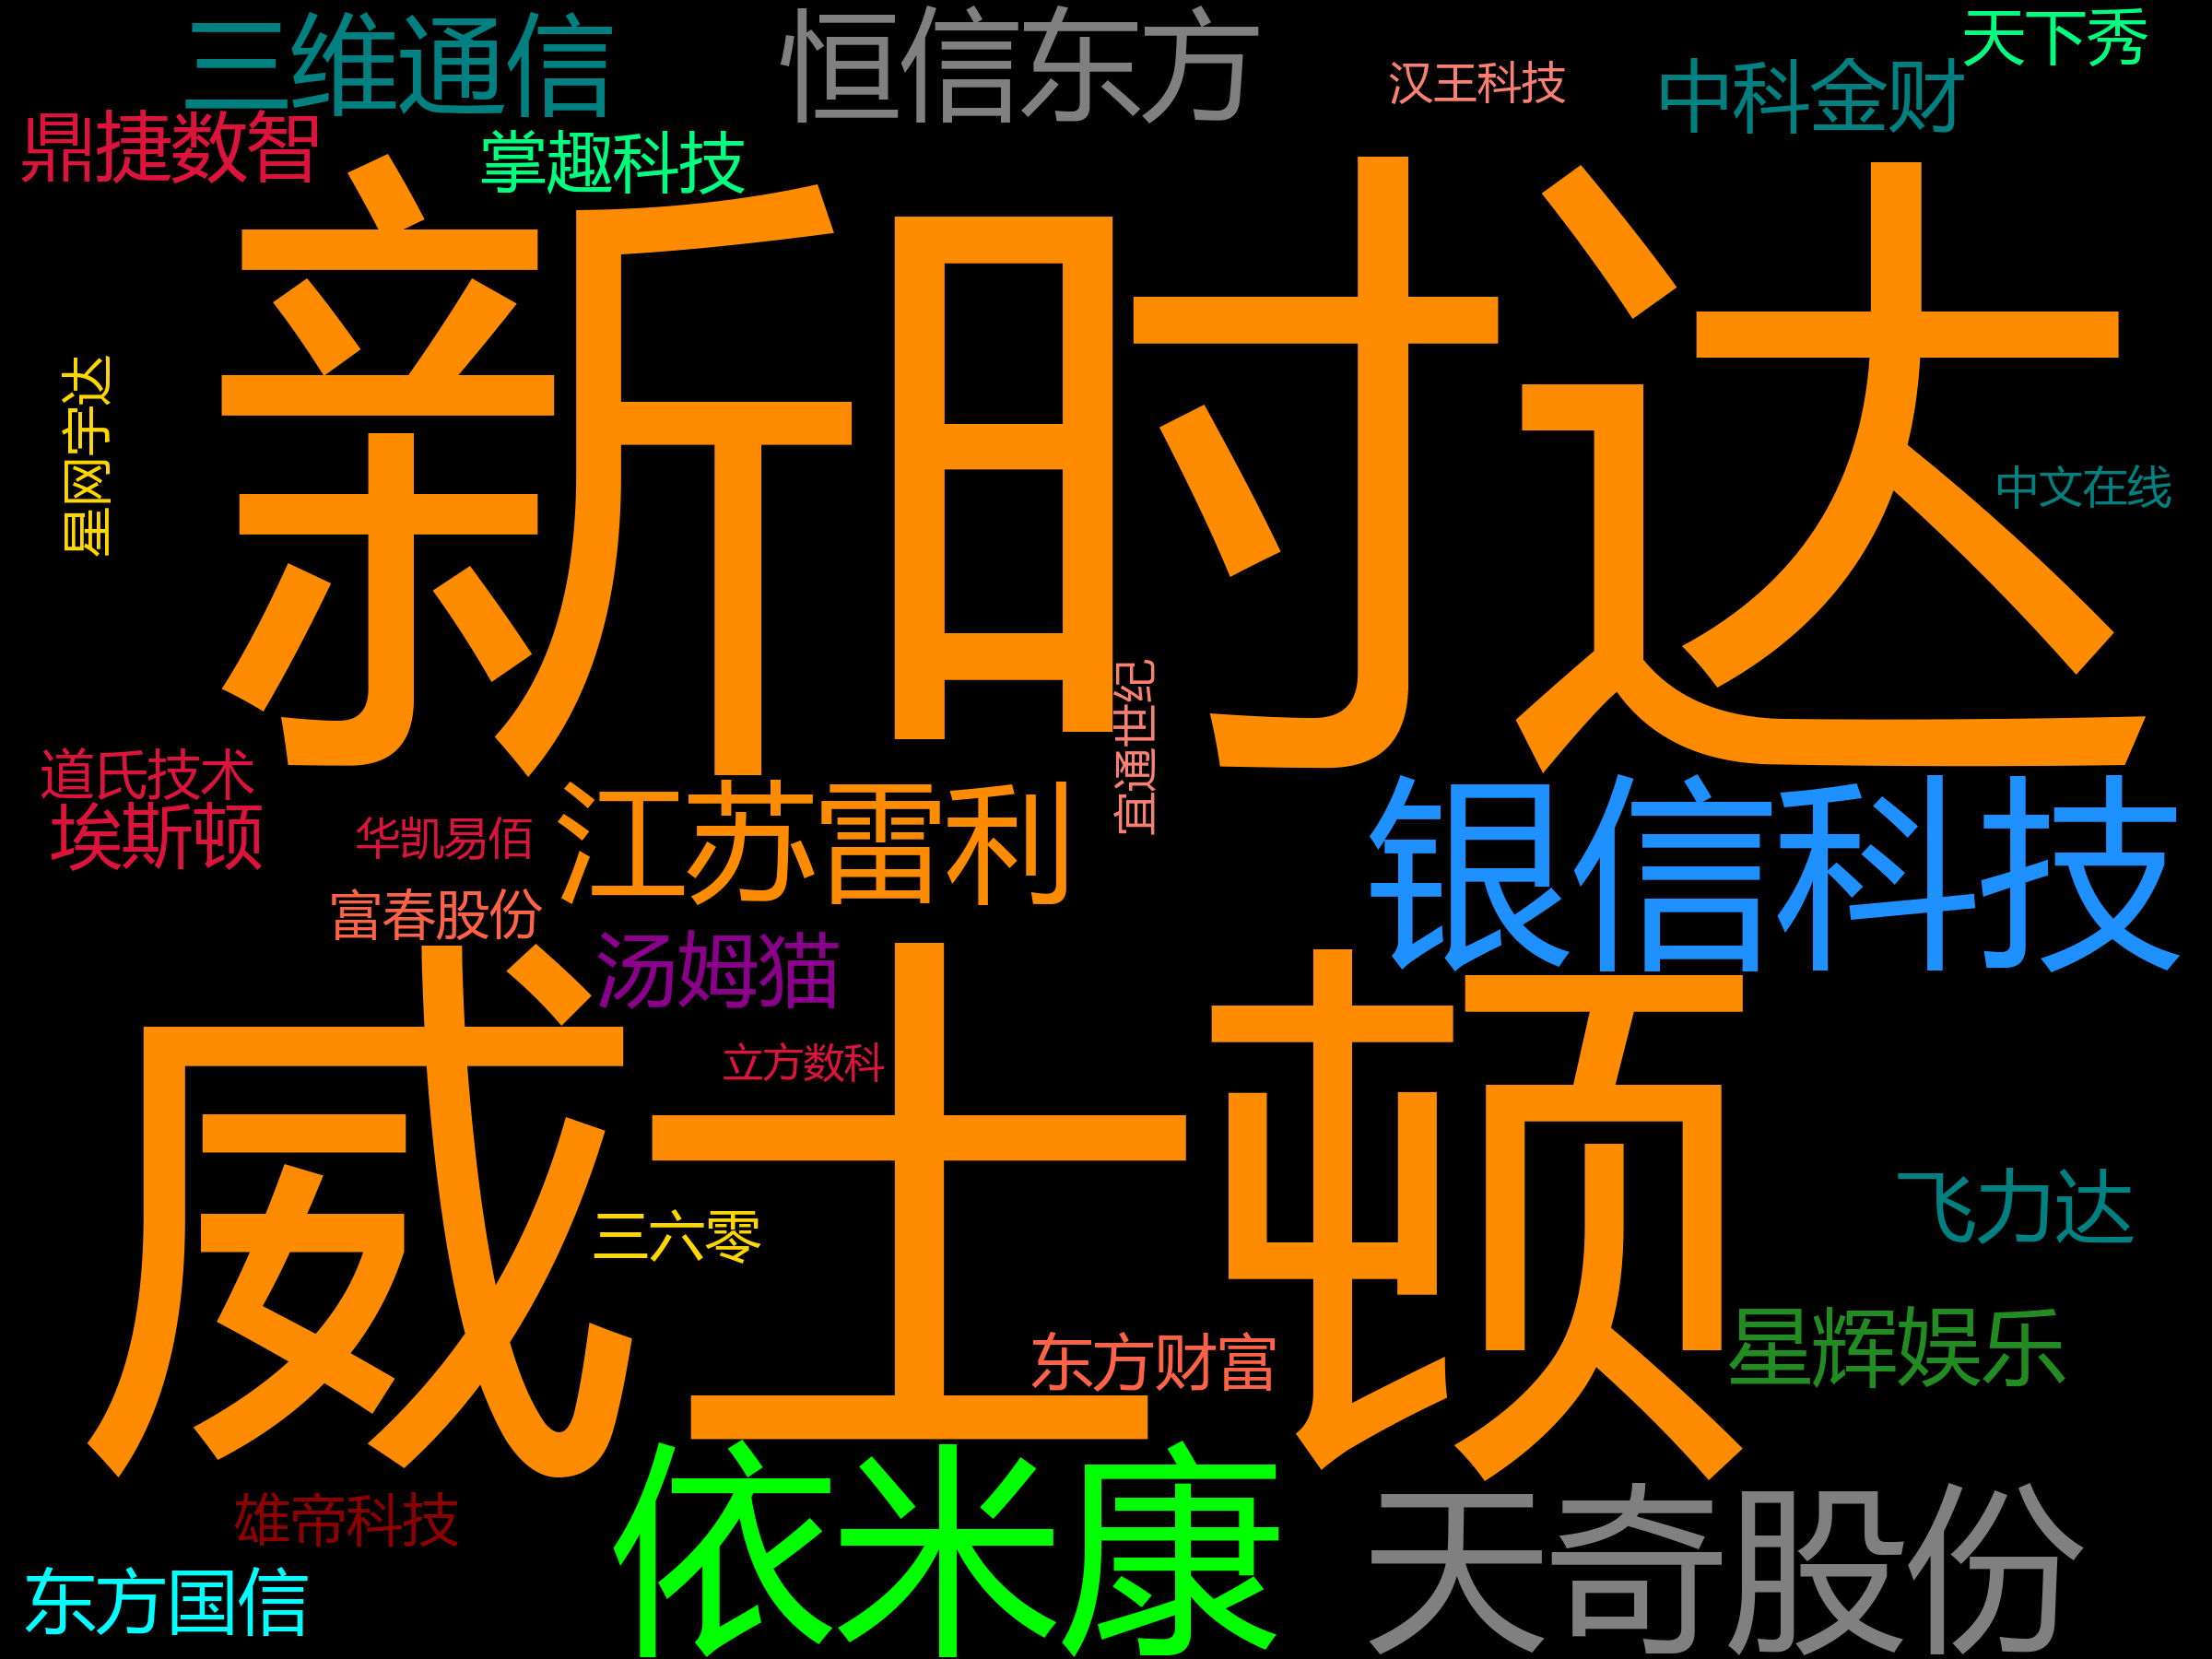 三维通信
恒信东方
天下秀
汉王科技
中科金财
鼎捷数智
掌趣科技
新时达
星网宇达
中文在线
宜通世纪
道氏技术
埃斯顿
华凯易佰
江苏雷利
银信科技
富春股份
汤姆猫
立方数科
威士顿
三六零
飞力达
东方财富
星辉娱乐
依米康
天奇股份
雄帝科技
东方国信